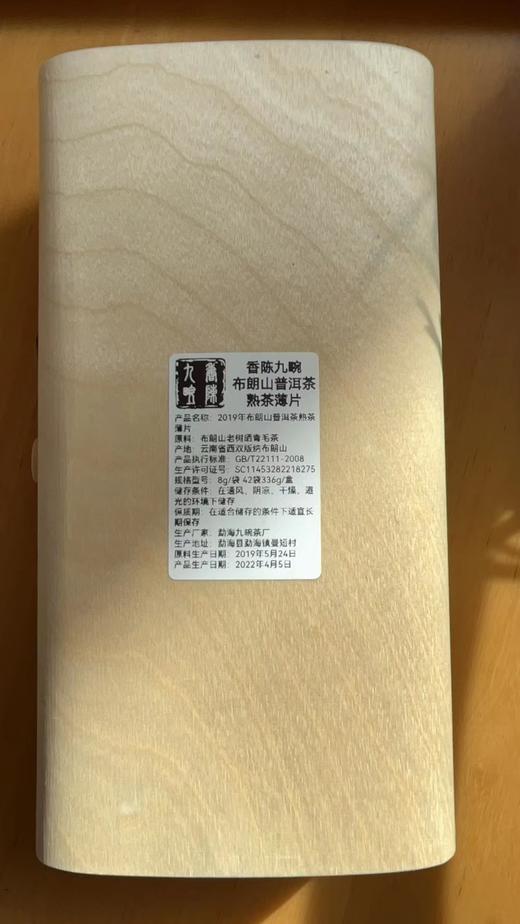 香陈
九畹
香陈九畹
布朗山普洱茶
熟茶薄片
产品名称：2019年布朗山普洱茶熟茶
薄片
原料：布朗山老树晒青毛茶
产地：云南省西双版纳布朗山
产品执行标准：GB/T22111-2008
生产许可证号：SC11453282218275
规格型号：8g/袋 42袋336g/盒
储存条件：在通风、阴凉、干燥、避
光的环境下储存
保质期：在适合储存的条件下适宜长
期保存
生产厂家：勐海九畹茶厂
生产地址：勐海县勐海镇曼短村
原料生产日期：2019年5月24日
产品生产日期：2022年4月5日